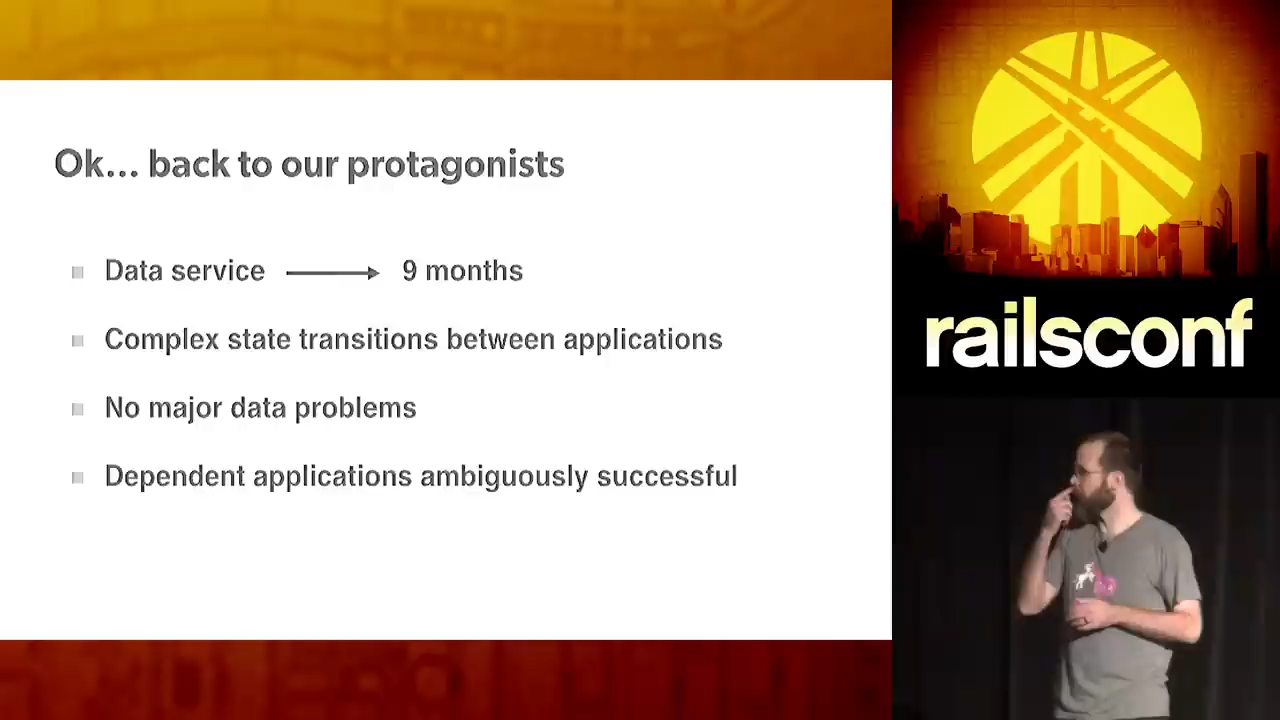 Ok... back to our protagonists
Data service → 9 months
Complex state transitions between applications
No major data problems
Dependent applications ambiguously successful
railsconf